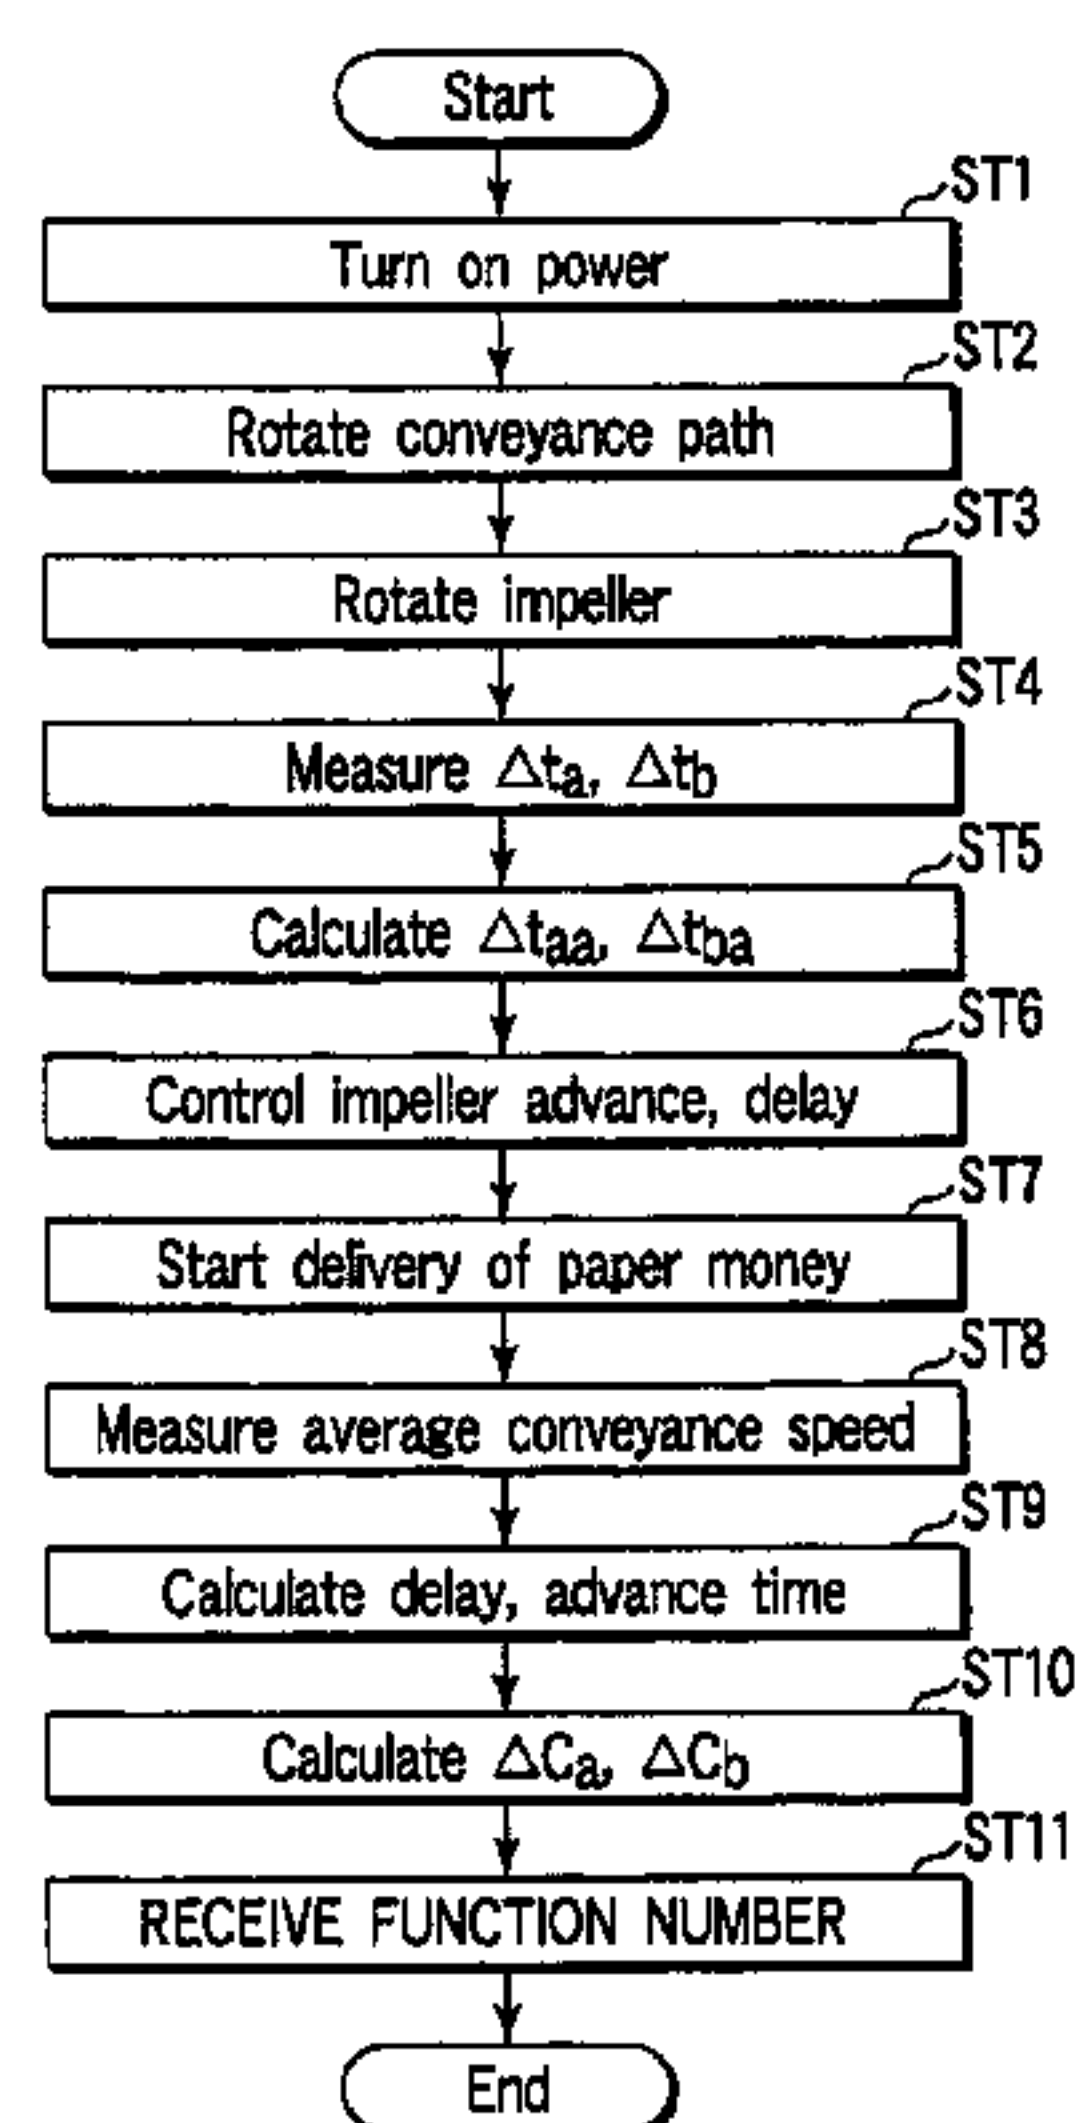 Start
ST1
Turn on power
ST2
Rotate conveyance path
ST3
Rotate impeller
ST4
Measure Δta, Δtb
ST5
Calculate Δtaa, Δtba
ST6
Control impeller advance, delay
ST7
Start delivery of paper money
ST8
Measure average conveyance speed
ST9
Calculate delay, advance time
ST10
Calculate ΔCa, ΔCb
ST11
RECEIVE FUNCTION NUMBER
End